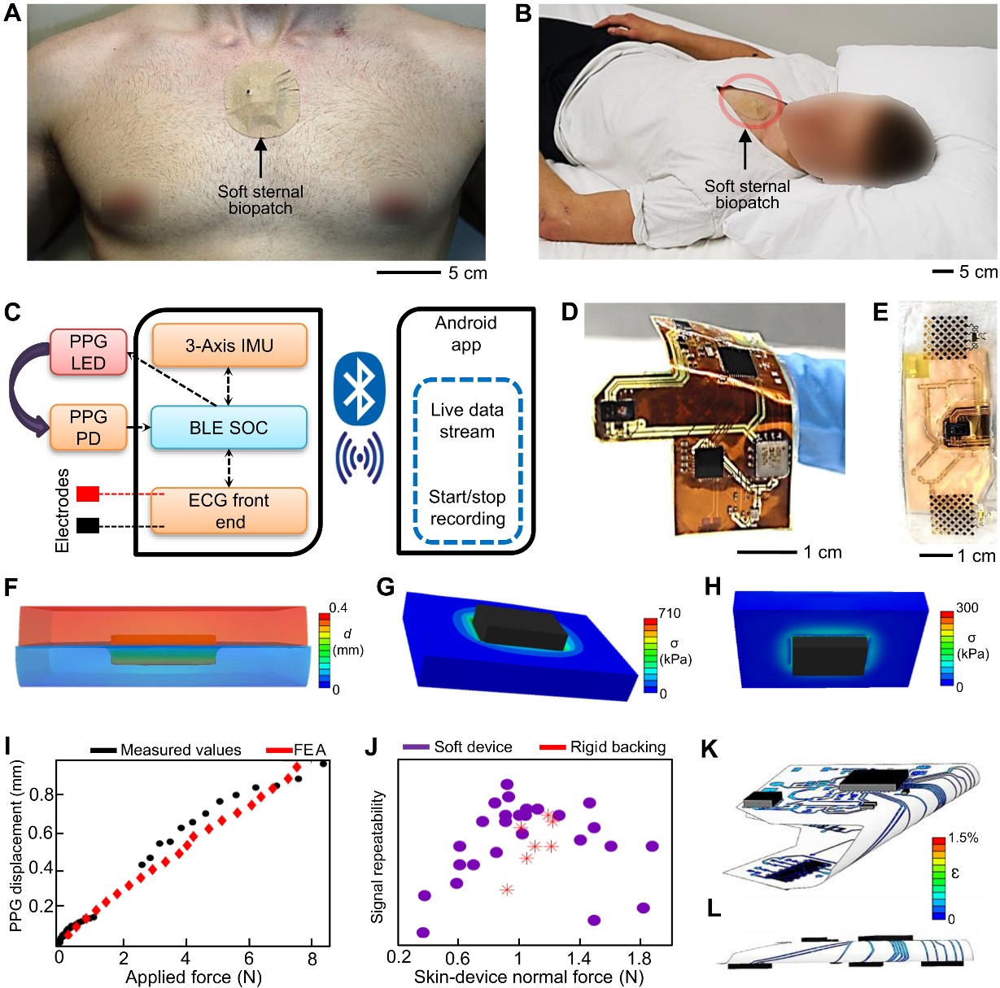 A
Soft sternal
biopatch
5 cm
B
Soft sternal
biopatch
5 cm
C
PPG
LED
PPG
PD
Electrodes
3-Axis IMU
BLE SOC
ECG front
end
Android
app
Live data
stream
Start/stop
recording
D
1 cm
E
1 cm
F
0.4
d
(mm)
0
G
710
σ
(kPa)
0
H
300
σ
(kPa)
0
I
Measured values
FEA
PPG displacement (mm)
0.8
0.6
0.4
0.2
0 2 4 6 8
Applied force (N)
J
Soft device
Rigid backing
Signal repeatability
0.2 0.6 1 1.4 1.8
Skin-device normal force (N)
K
1.5%
ε
0
L